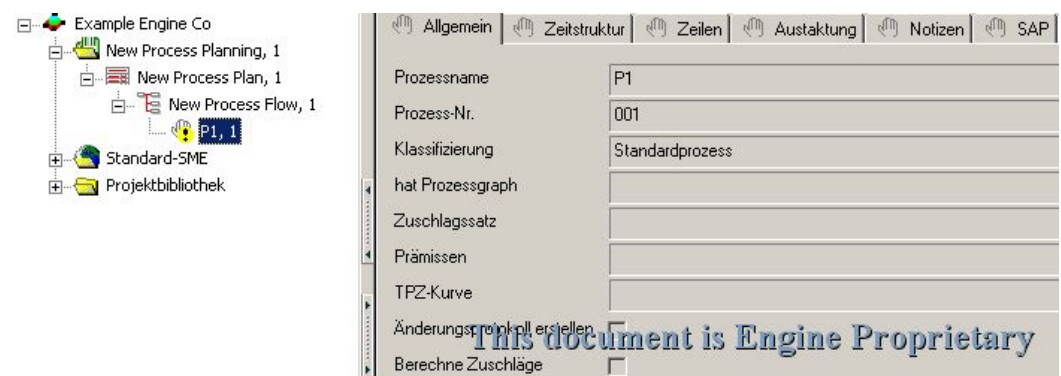 Example Engine Co
New Process Planning, 1
New Process Plan, 1
New Process Flow, 1
P1, 1
Standard-SME
Projektbibliothek
Allgemein Zeitstruktur Zeilen Austaktung Notizen SAP
Prozessname P1
Prozess-Nr. 001
Klassifizierung Standardprozess
hat Prozessgraph
Zuschlagssatz
Prämissen
TPZ-Kurve
Änderungsprotokoll erstellen
This document is Engine Proprietary
Berechne Zuschläge